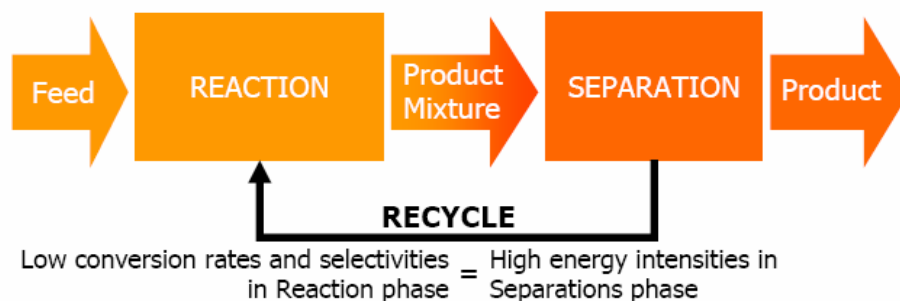 Feed
REACTION
Product
Mixture
SEPARATION
Product
RECYCLE
Low conversion rates and selectivities
in Reaction phase
=
High energy intensities in
Separations phase